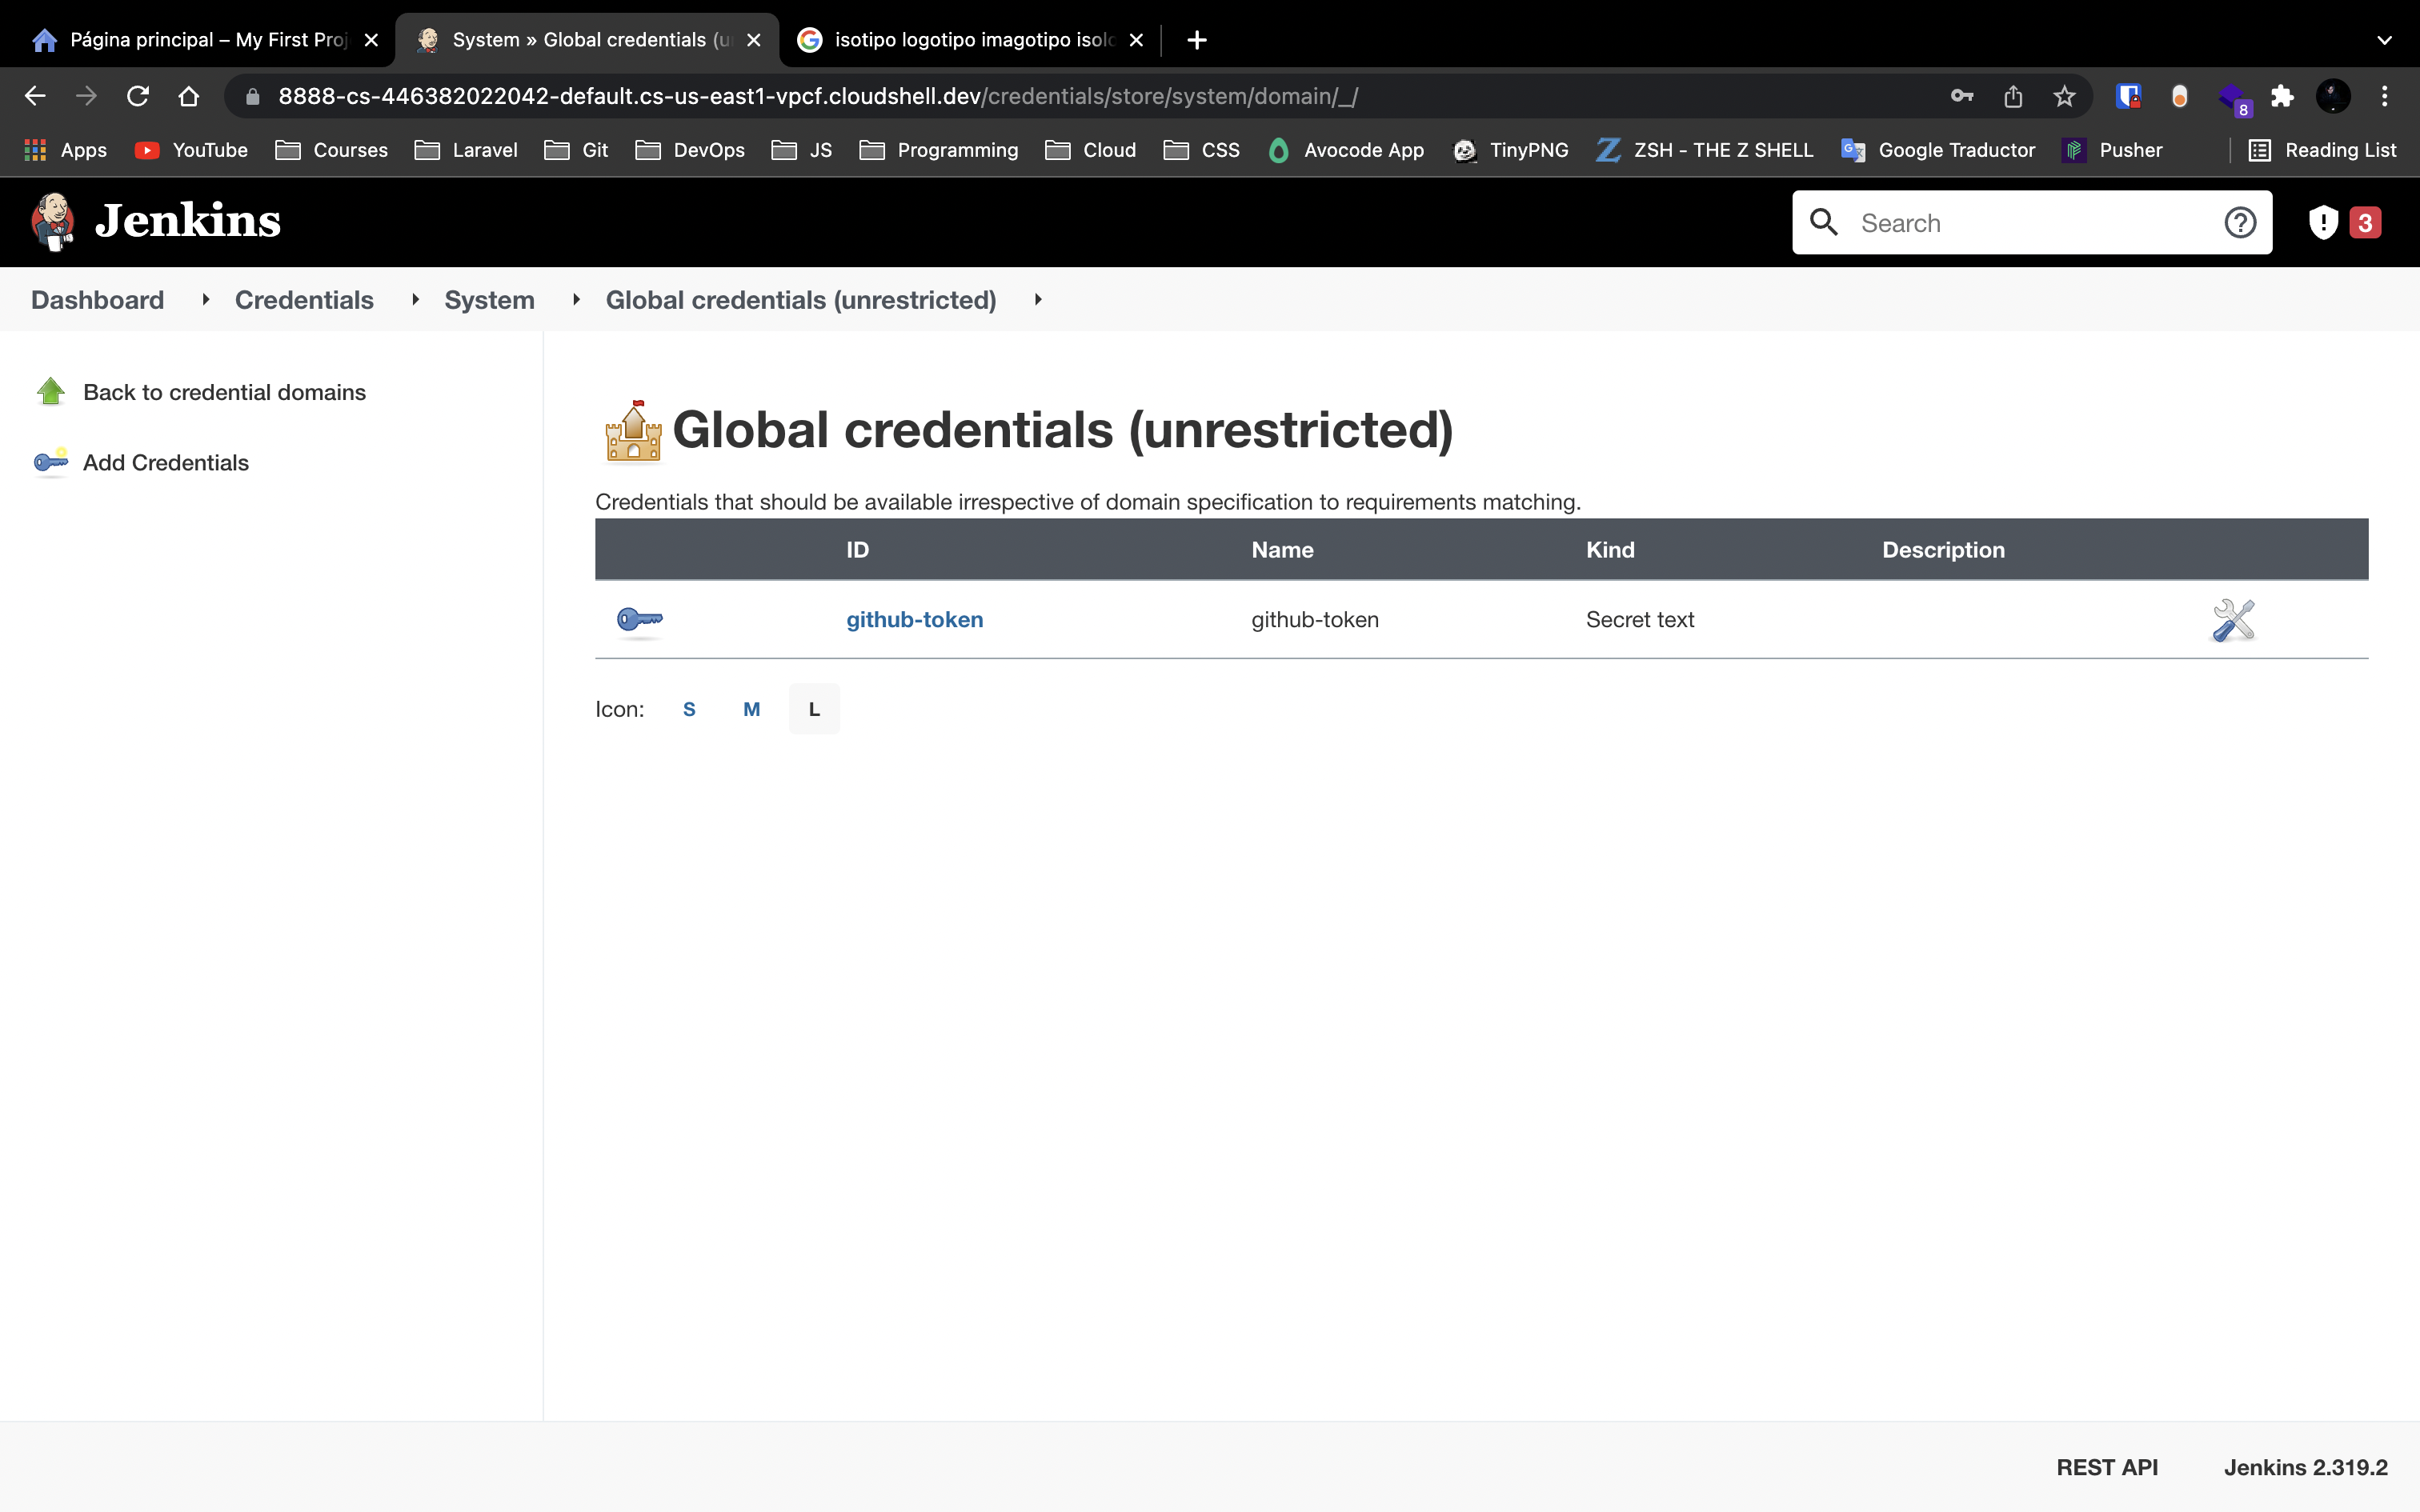 Página principal – My First Proj
System » Global credentials (u
isotipo logotipo imagotipo isolo
8888-cs-446382022042-default.cs-us-east1-vpcf.cloudshell.dev/credentials/store/system/domain/_/
8
Apps YouTube Courses Laravel Git DevOps JS Programming Cloud CSS Avocode App TinyPNG ZSH - THE Z SHELL Google Traductor Pusher Reading List
Jenkins
Search
3
Dashboard Credentials System Global credentials (unrestricted)
Back to credential domains
Add Credentials
Global credentials (unrestricted)
Credentials that should be available irrespective of domain specification to requirements matching.
ID Name Kind Description
github-token github-token Secret text
Icon: S M L
REST API Jenkins 2.319.2